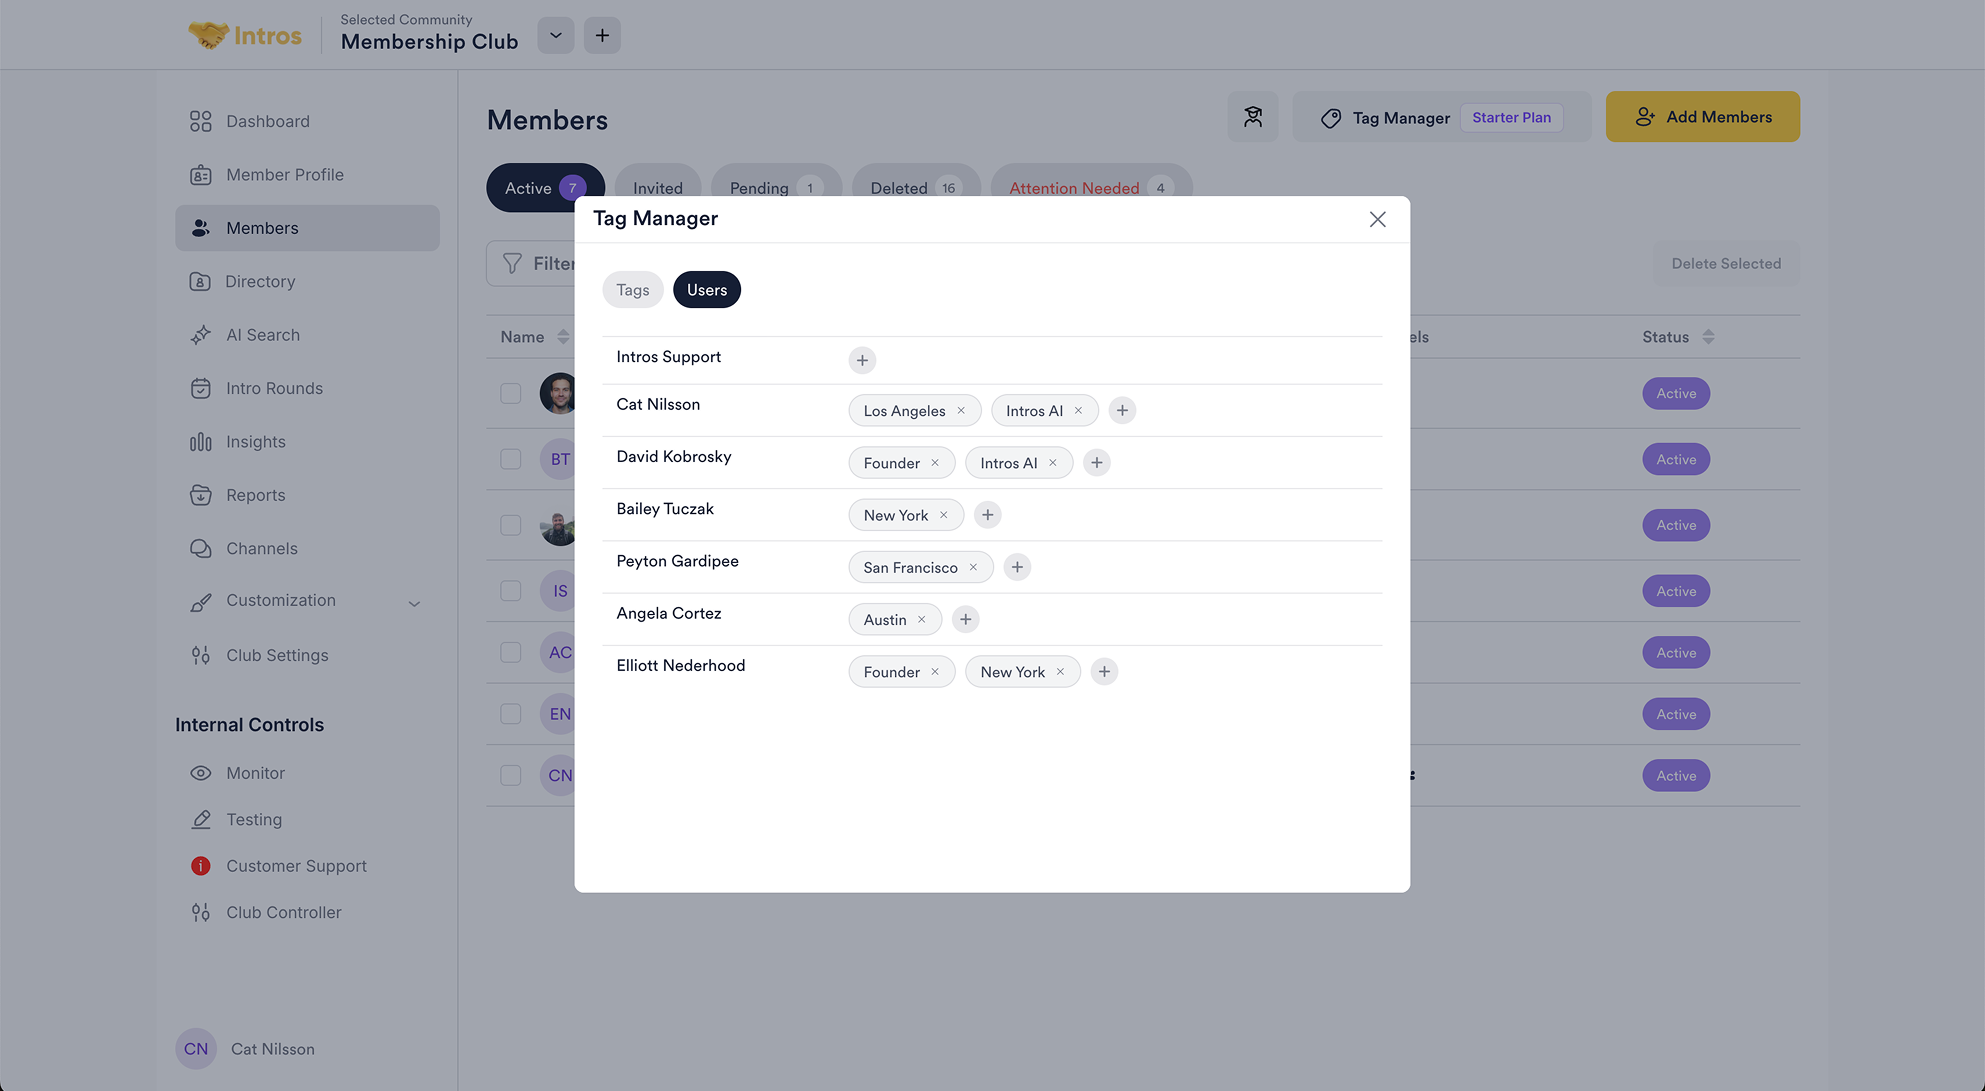 Intros
Selected Community
Membership Club
Dashboard
Member Profile
Members
Directory
AI Search
Intro Rounds
Insights
Reports
Channels
Customization
Club Settings
Internal Controls
Monitor
Testing
Customer Support
Club Controller
CN Cat Nilsson
Members
Tag Manager Starter Plan
Add Members
Active 7 Invited Pending 1 Deleted 16 Attention Needed 4
Filter
Delete Selected
Name
Status
Active
BT Active
Active
IS Active
AC Active
EN Active
CN Active
Tag Manager
Tags Users
Intros Support
Cat Nilsson Los Angeles Intros AI
David Kobrosky Founder Intros AI
Bailey Tuczak New York
Peyton Gardipee San Francisco
Angela Cortez Austin
Elliott Nederhood Founder New York